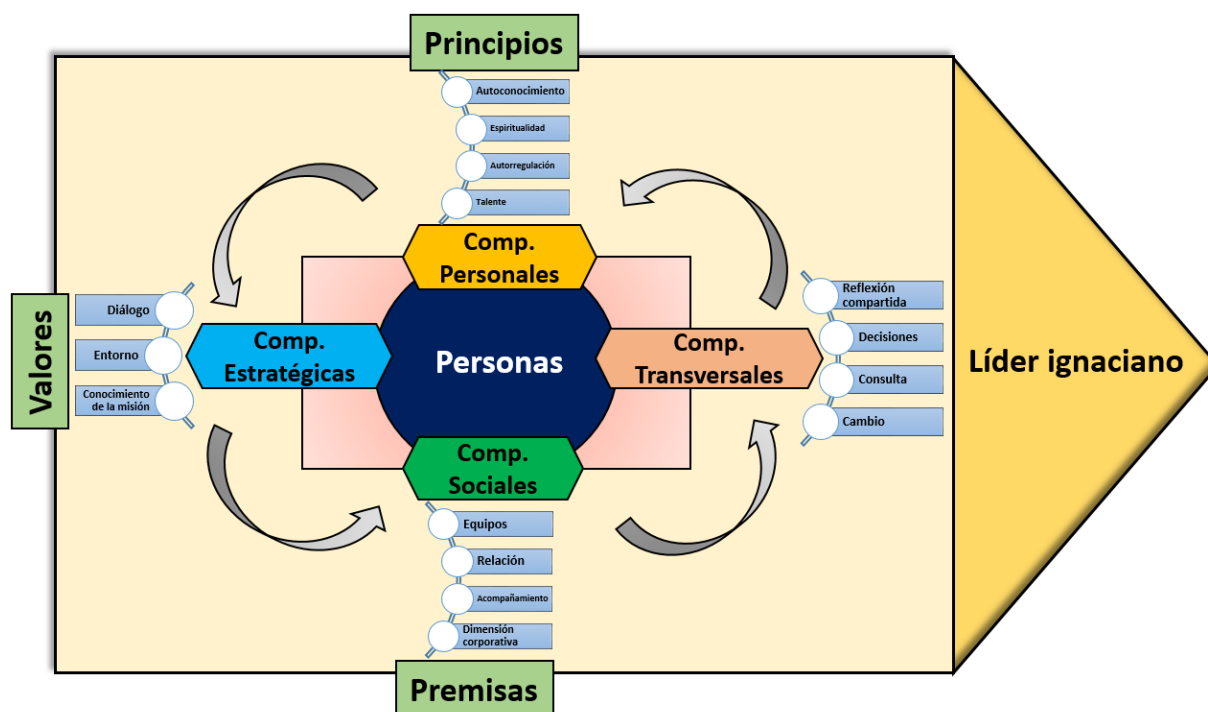 Principios
Autoconocimiento
Espiritualidad
Autorregulación
Talente
Comp.
Personales
Valores
Diálogo
Entorno
Conocimiento
de la misión
Comp.
Estratégicas
Personas
Comp.
Transversales
Reflexión
compartida
Decisiones
Consulta
Cambio
Líder ignaciano
Comp.
Sociales
Equipos
Relación
Acompañamiento
Dimensión
corporativa
Premisas